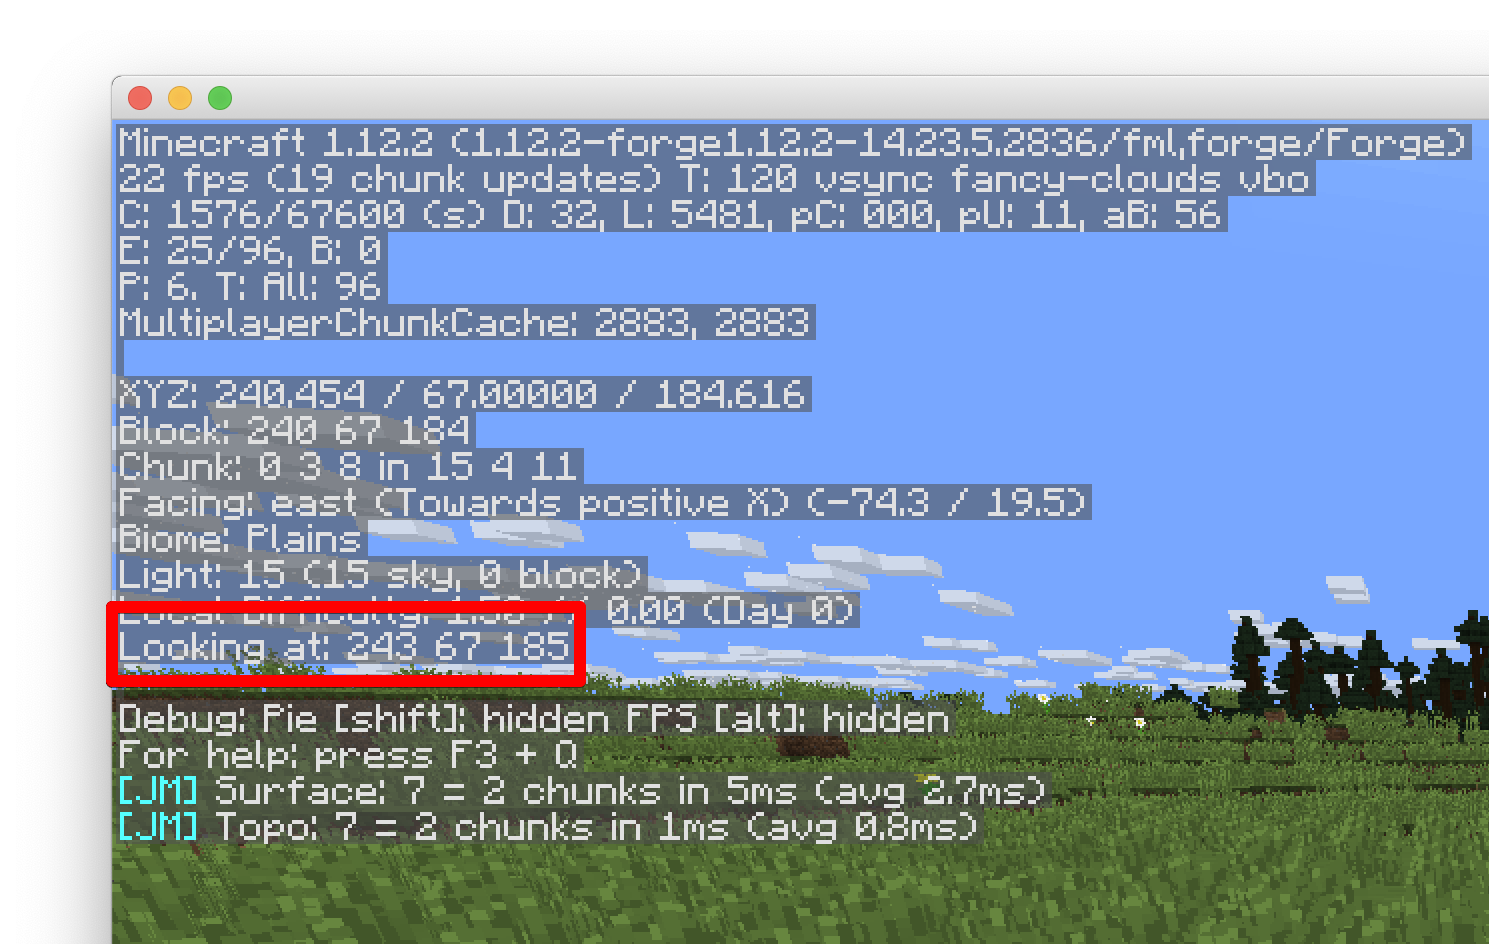 Minecraft 1.12.2 (1.12.2-forge1.12.2-14.23.5.2836/fml,forge/Forge)
22 fps (19 chunk updates) T: 120 vsync fancy-clouds vbo
C: 1576/67600 (s) D: 32, L: 5481, pC: 000, pU: 11, aB: 56
E: 25/96, B: 0
P: 6. T: All: 96
MultiplayerChunkCache: 2883, 2883
XYZ: 240.454 / 67.00000 / 184.616
Block: 240 67 184
Chunk: 0 3 8 in 15 4 11
Facing: east (Towards positive X) (-74.3 / 19.5)
Biome: Plains
Light: 15 (15 sky, 0 block)
Local Difficulty: 0.00 (Day 0)
Looking at: 243 67 185
Debug: Pie [shift]: hidden FPS [alt]: hidden
For help: press F3 + Q
[JM] Surface: 7 = 2 chunks in 5ms (avg 2.7ms)
[JM] Topo: 7 = 2 chunks in 1ms (avg 0.8ms)